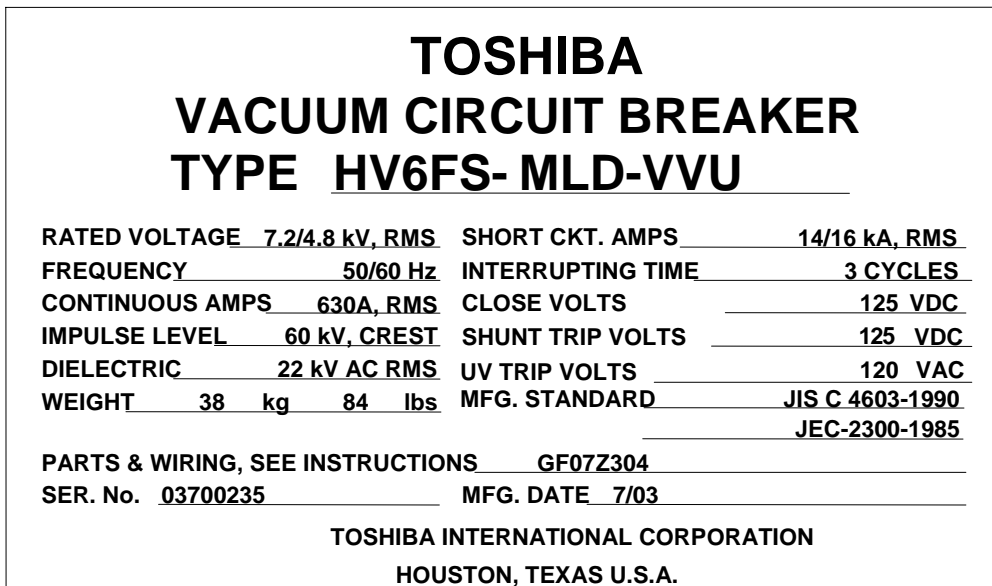 TOSHIBA
VACUUM CIRCUIT BREAKER
TYPE HV6FS- MLD-VVU
RATED VOLTAGE 7.2/4.8 kV, RMS SHORT CKT. AMPS 14/16 kA, RMS
FREQUENCY 50/60 Hz INTERRUPTING TIME 3 CYCLES
CONTINUOUS AMPS 630A, RMS CLOSE VOLTS 125 VDC
IMPULSE LEVEL 60 kV, CREST SHUNT TRIP VOLTS 125 VDC
DIELECTRIC 22 kV AC RMS UV TRIP VOLTS 120 VAC
WEIGHT 38 kg 84 lbs MFG. STANDARD JIS C 4603-1990
JEC-2300-1985
PARTS & WIRING, SEE INSTRUCTIONS GF07Z304
SER. No. 03700235 MFG. DATE 7/03
TOSHIBA INTERNATIONAL CORPORATION
HOUSTON, TEXAS U.S.A.